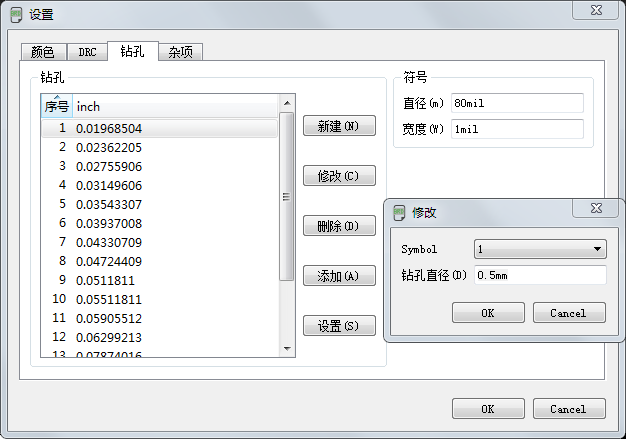 设置
颜色 DRC 钻孔 杂项
钻孔
序号 inch
1 0.01968504
2 0.02362205
3 0.02755906
4 0.03149606
5 0.03543307
6 0.03937008
7 0.04330709
8 0.04724409
9 0.0511811
10 0.05511811
11 0.05905512
12 0.06299213
13 0.07874016
新建(N)
修改(C)
删除(D)
添加(A)
设置(S)
符号
直径(m) 80mil
宽度(W) 1mil
修改
Symbol 1
钻孔直径(D) 0.5mm
OK Cancel
OK Cancel